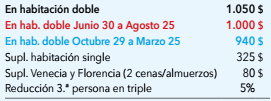 En habitación doble 1.050 $
En hab. doble Junio 30 a Agosto 25 1.000 $
En hab. doble Octubre 29 a Marzo 25 940 $
Supl. habitación single 325 $
Supl. Venecia y Florencia (2 cenas/almuerzos) 80 $
Reducción 3.ª persona en triple 5%